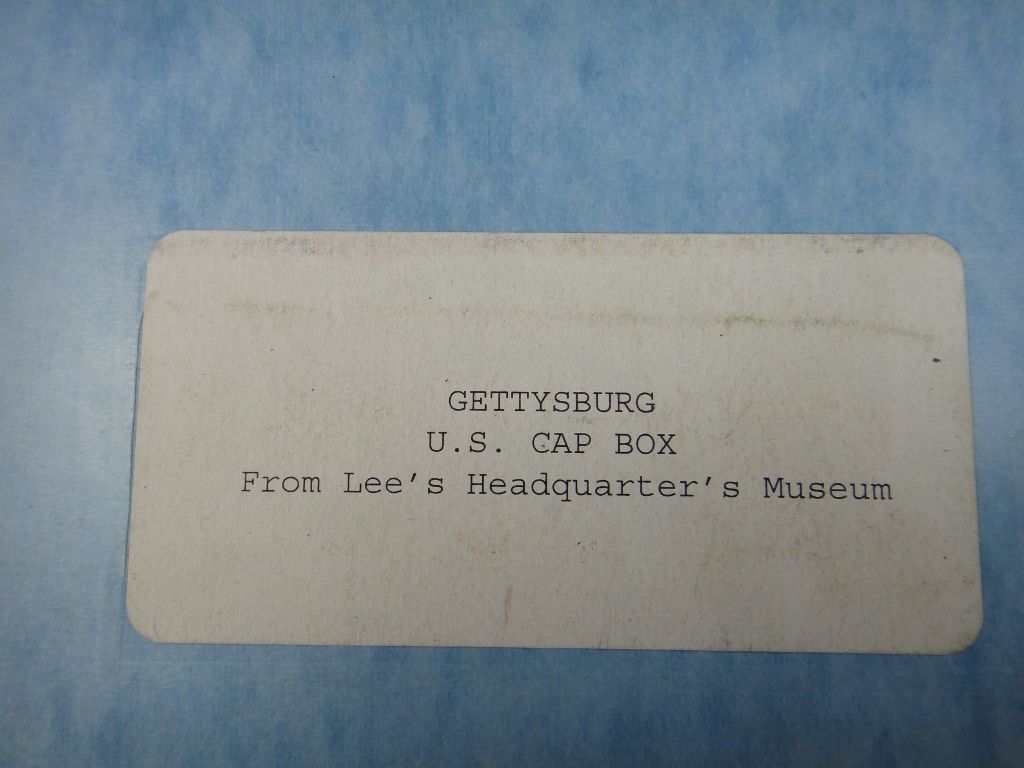 GETTYSBURG
U.S. CAP BOX
From Lee's Headquarter's Museum